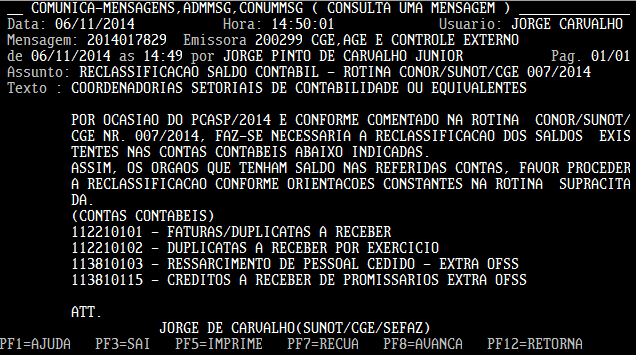 __ COMUNICA-MENSAGENS,ADMMSG,CONUMMSG ( CONSULTA UMA MENSAGEM )
Data: 06/11/2014 Hora: 14:50:01 Usuario: JORGE CARVALHO
Mensagem: 2014017829 Emissora 200299 CGE,AGE E CONTROLE EXTERNO
de 06/11/2014 as 14:49 por JORGE PINTO DE CARVALHO JUNIOR Pag. 01/01
Assunto: RECLASSIFICACAO SALDO CONTABIL - ROTINA CONOR/SUNOT/CGE 007/2014
Texto : COORDENADORIAS SETORIAIS DE CONTABILIDADE OU EQUIVALENTES
POR OCASIAO DO PCASP/2014 E CONFORME COMENTADO NA ROTINA CONOR/SUNOT/
CGE NR. 007/2014, FAZ-SE NECESSARIA A RECLASSIFICACAO DOS SALDOS EXIS
TENTES NAS CONTAS CONTABEIS ABAIXO INDICADAS.
ASSIM, OS ORGAOS QUE TENHAM SALDO NAS REFERIDAS CONTAS, FAVOR PROCEDER
A RECLASSIFICACAO CONFORME ORIENTACOES CONSTANTES NA ROTINA SUPRACITA
DA.
(CONTAS CONTABEIS)
112210101 - FATURAS/DUPLICATAS A RECEBER
112210102 - DUPLICATAS A RECEBER POR EXERCICIO
113810103 - RESSARCIMENTO DE PESSOAL CEDIDO - EXTRA OFSS
113810115 - CREDITOS A RECEBER DE PROMISSARIOS EXTRA OFSS
ATT.
JORGE DE CARVALHO(SUNOT/CGE/SEFAZ)
PF1=AJUDA PF3=SAI PF5=IMPRIME PF7=RECUA PF8=AVANCA PF12=RETORNA